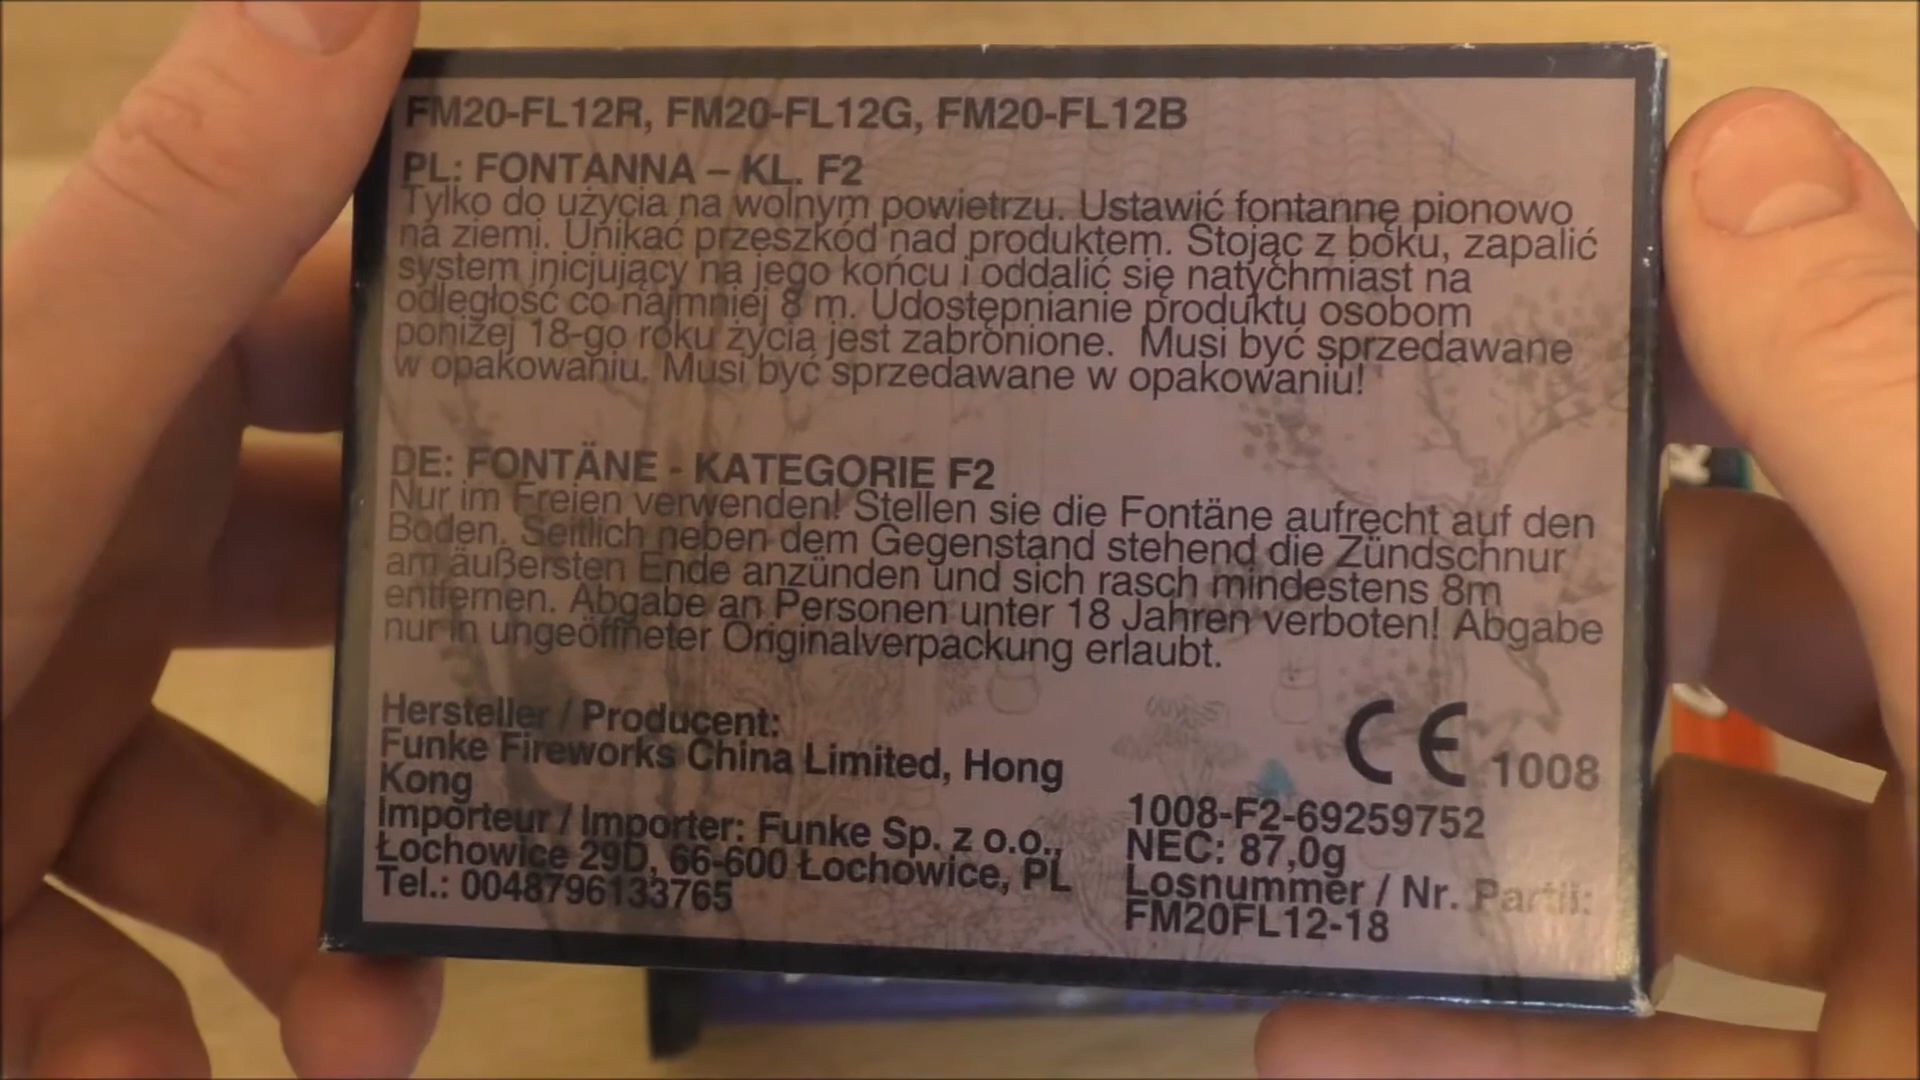 FM20-FL12R, FM20-FL12G, FM20-FL12B
PL: FONTANNA – KL. F2
Tylko do użycia na wolnym powietrzu. Ustawić fontannę pionowo
na ziemi. Unikać przeszkód nad produktem. Stojąc z boku, zapalić
system inicjujący na jego końcu i oddalić się natychmiast na
odległość co najmniej 8 m. Udostępnianie produktu osobom
poniżej 18-go roku życia jest zabronione. Musi być sprzedawane
w opakowaniu. Musi być sprzedawane w opakowaniu!
DE: FONTÄNE - KATEGORIE F2
Nur im Freien verwenden! Stellen sie die Fontäne aufrecht auf den
Boden. Seitlich neben dem Gegenstand stehend die Zündschnur
am äußersten Ende anzünden und sich rasch mindestens 8m
entfernen. Abgabe an Personen unter 18 Jahren verboten! Abgabe
nur in ungeöffneter Originalverpackung erlaubt.
Hersteller / Producent:
Funke Fireworks China Limited, Hong
Kong
Importeur / Importer: Funke Sp. z o.o.,
Łochowice 29D, 66-600 Łochowice, PL
Tel.: 0048796133765
CE 1008
1008-F2-69259752
NEC: 87,0g
Losnummer / Nr. Partii:
FM20FL12-18